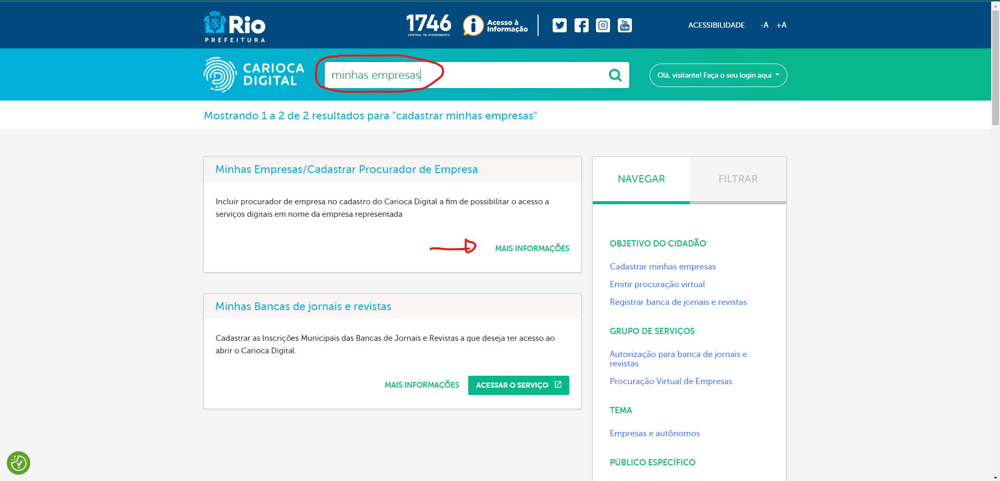 Rio
PREFEITURA
1746
CENTRAL DE ATENDIMENTO
Acesso à
Informação
You
Tube
ACESSIBILIDADE
-A
+A
CARIOCA
DIGITAL
minhas empresas
Olá, visitante! Faça o seu login aqui
Mostrando 1 a 2 de 2 resultados para "cadastrar minhas empresas"
Minhas Empresas/Cadastrar Procurador de Empresa
Incluir procurador de empresa no cadastro do Carioca Digital a fim de possibilitar o acesso a
serviços digitais em nome da empresa representada
MAIS INFORMAÇÕES
Minhas Bancas de jornais e revistas
Cadastrar as Inscrições Municipais das Bancas de Jornais e Revistas a que deseja ter acesso ao
abrir o Carioca Digital.
MAIS INFORMAÇÕES
ACESSAR O SERVIÇO
NAVEGAR
FILTRAR
OBJETIVO DO CIDADÃO
Cadastrar minhas empresas
Emitir procuração virtual
Registrar banca de jornais e revistas
GRUPO DE SERVIÇOS
Autorização para banca de jornais e
revistas
Procuração Virtual de Empresas
TEMA
Empresas e autônomos
PÚBLICO ESPECÍFICO